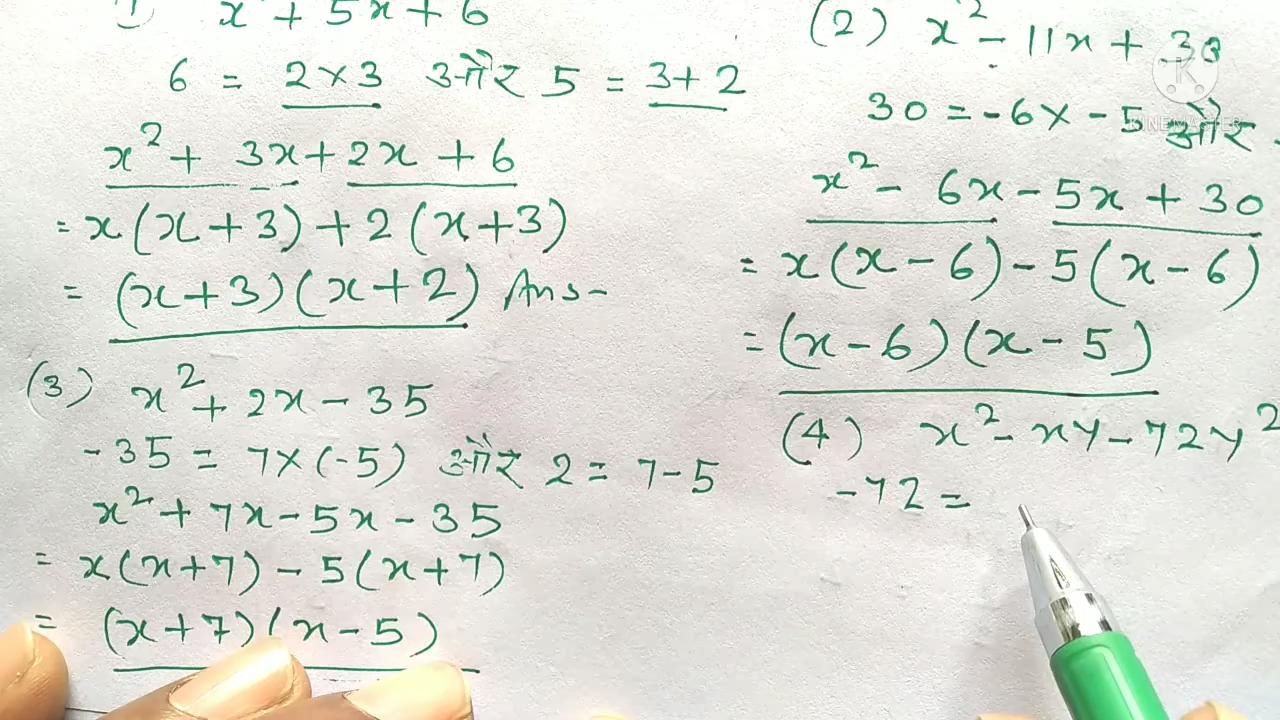 1) x² + 5x + 6
6 = 2×3 और 5 = 3+2
x² + 3x + 2x + 6
= x(x+3) + 2(x+3)
= (x+3)(x+2) Ans-
(3) x² + 2x - 35
-35 = 7×(-5) और 2 = 7-5
x² + 7x - 5x - 35
= x(x+7) - 5(x+7)
= (x+7)(x-5)
(2) x² - 11x + 30
30 = -6×-5 और
KINEMASTER
x² - 6x - 5x + 30
= x(x-6) - 5(x-6)
= (x-6)(x-5)
(4) x² - xy - 72y²
-72 =